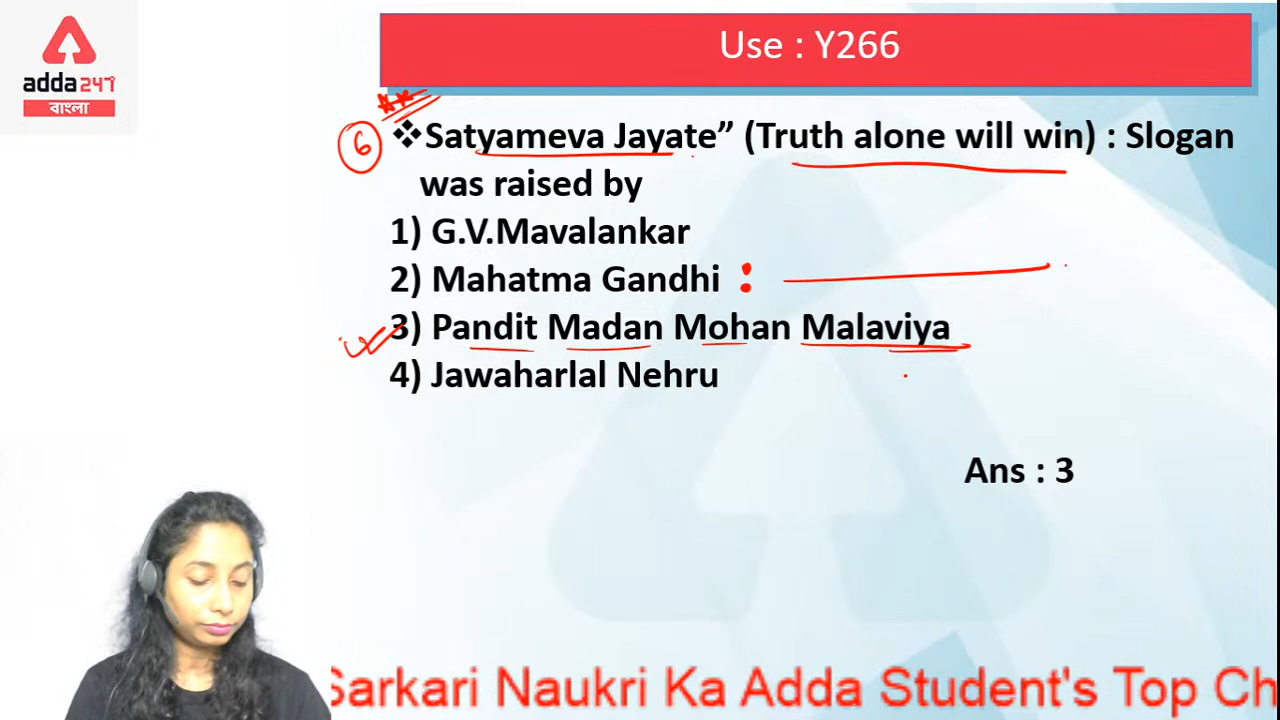 adda247
বাংলা
Use : Y266
6
❖Satyameva Jayate” (Truth alone will win) : Slogan
was raised by
1) G.V.Mavalankar
2) Mahatma Gandhi :
3) Pandit Madan Mohan Malaviya
4) Jawaharlal Nehru
Ans : 3
Sarkari Naukri Ka Adda Student's Top Ch